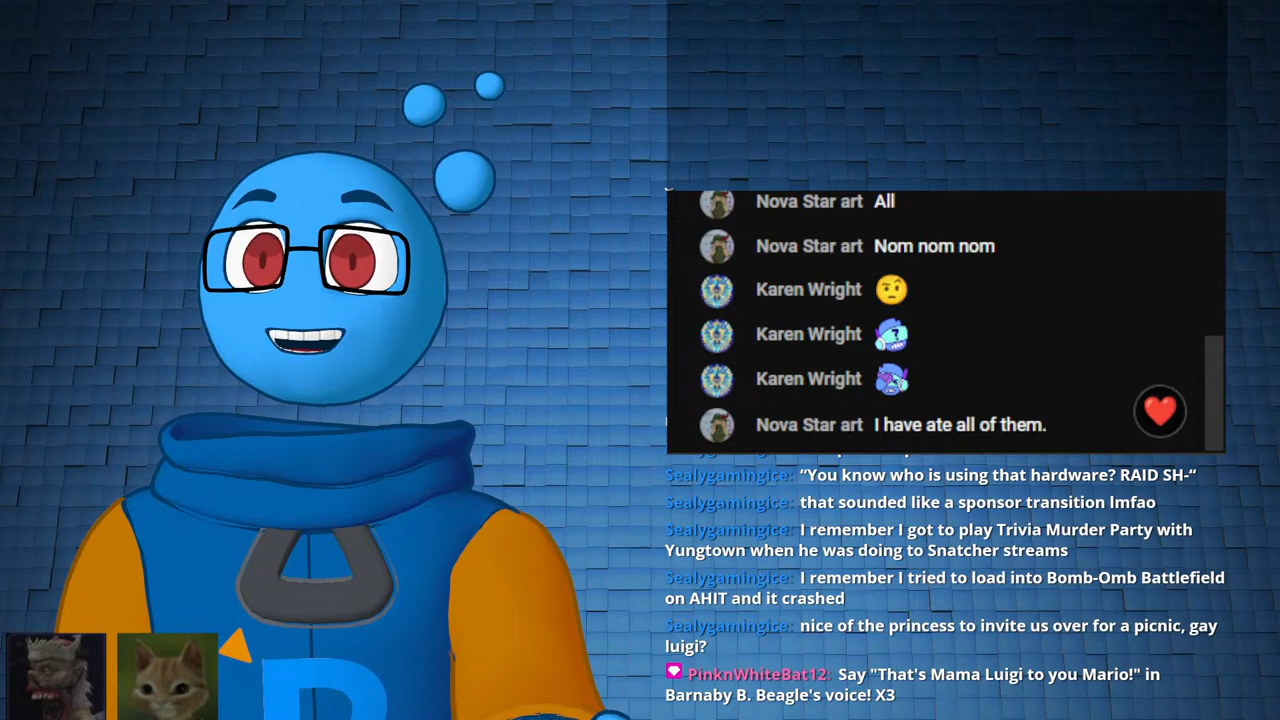 Nova Star art All
Nova Star art Nom nom nom
Karen Wright
Karen Wright
Karen Wright
Nova Star art I have ate all of them.
Sealygamingice: “You know who is using that hardware? RAID SH-“
Sealygamingice: that sounded like a sponsor transition lmfao
Sealygamingice: I remember I got to play Trivia Murder Party with
Yungtown when he was doing to Snatcher streams
Sealygamingice: I remember I tried to load into Bomb-Omb Battlefield
on AHIT and it crashed
Sealygamingice: nice of the princess to invite us over for a picnic, gay
luigi?
PinknWhiteBat12: Say "That's Mama Luigi to you Mario!" in
Barnaby B. Beagle's voice! X3